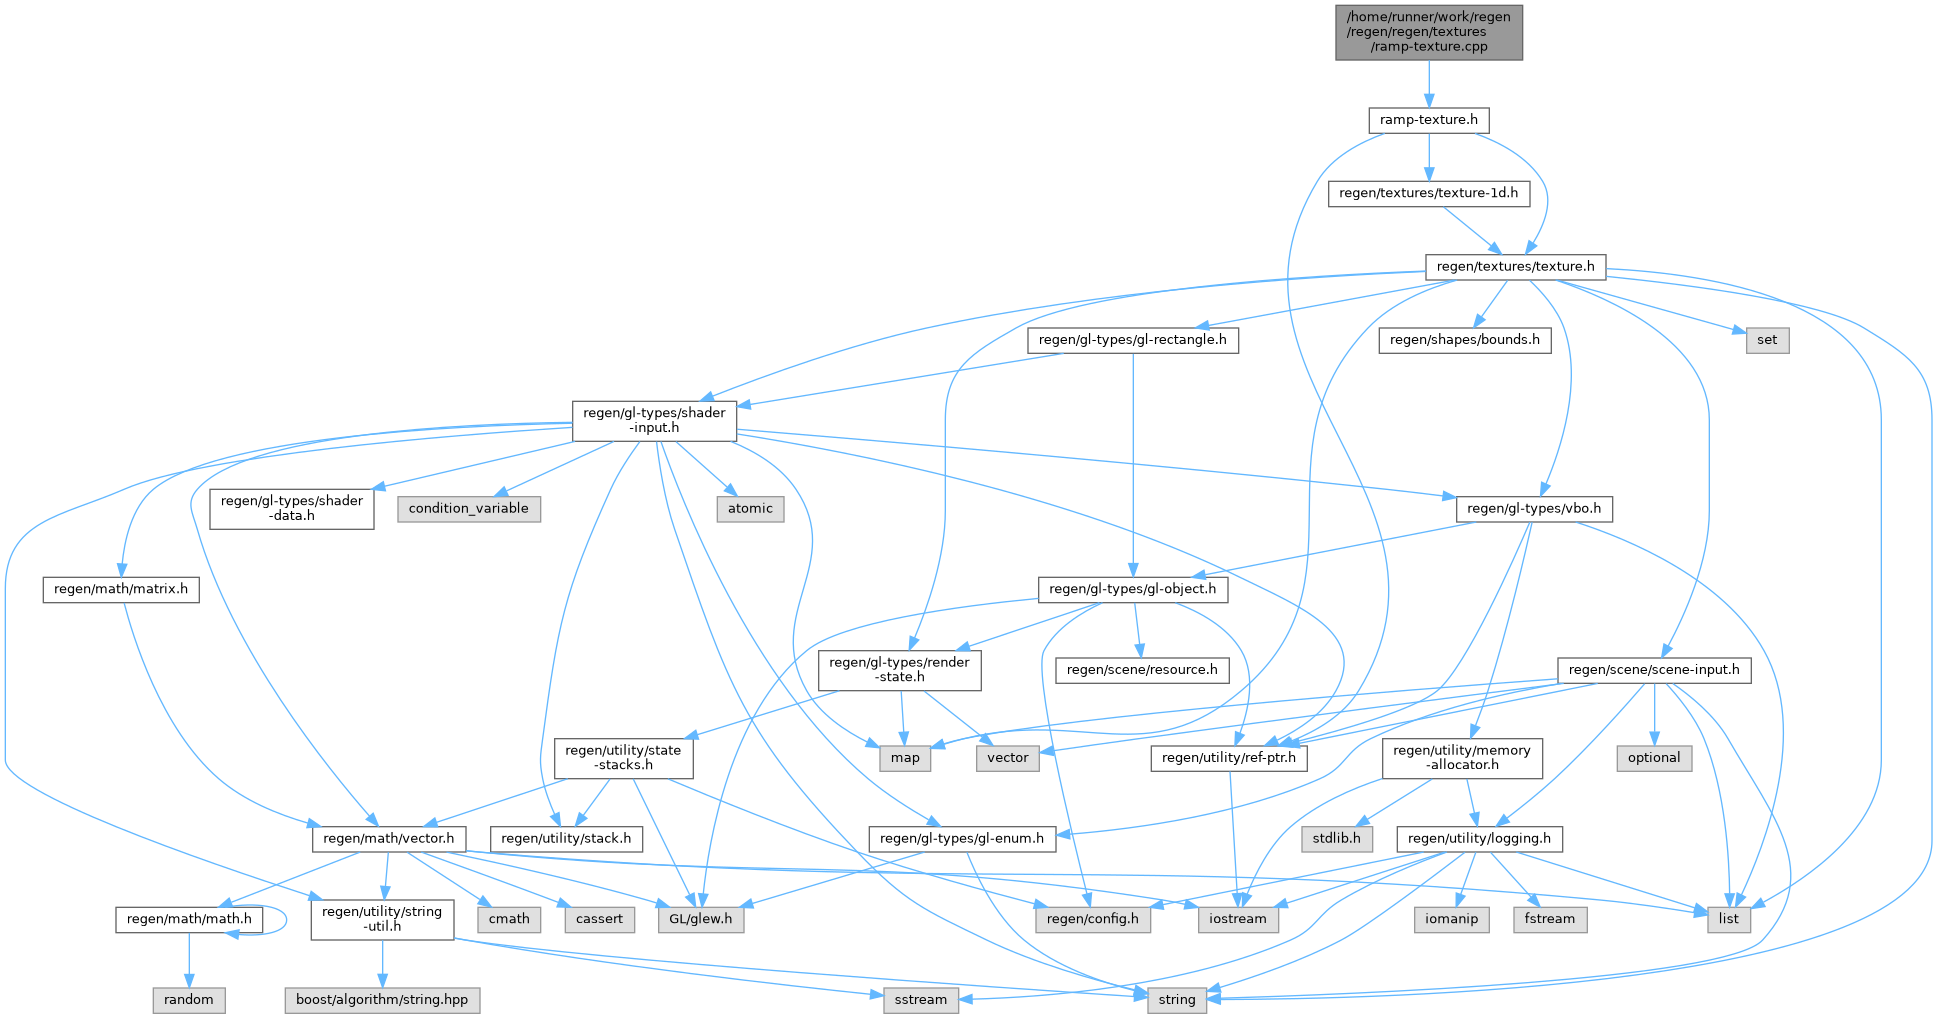 /home/runner/work/regen
/regen/regen/textures
/ramp-texture.cpp
ramp-texture.h
regen/textures/texture-1d.h
regen/textures/texture.h
regen/gl-types/gl-rectangle.h
regen/shapes/bounds.h
set
regen/gl-types/shader
-input.h
regen/gl-types/shader
-data.h
condition_variable
atomic
regen/gl-types/vbo.h
regen/math/matrix.h
regen/gl-types/gl-object.h
regen/gl-types/render
-state.h
regen/scene/resource.h
regen/scene/scene-input.h
regen/utility/state
-stacks.h
map
vector
regen/utility/ref-ptr.h
regen/utility/memory
-allocator.h
optional
regen/math/vector.h
regen/utility/stack.h
regen/gl-types/gl-enum.h
stdlib.h
regen/utility/logging.h
regen/math/math.h
regen/utility/string
-util.h
cmath
cassert
GL/glew.h
regen/config.h
iostream
iomanip
fstream
list
random
boost/algorithm/string.hpp
sstream
string